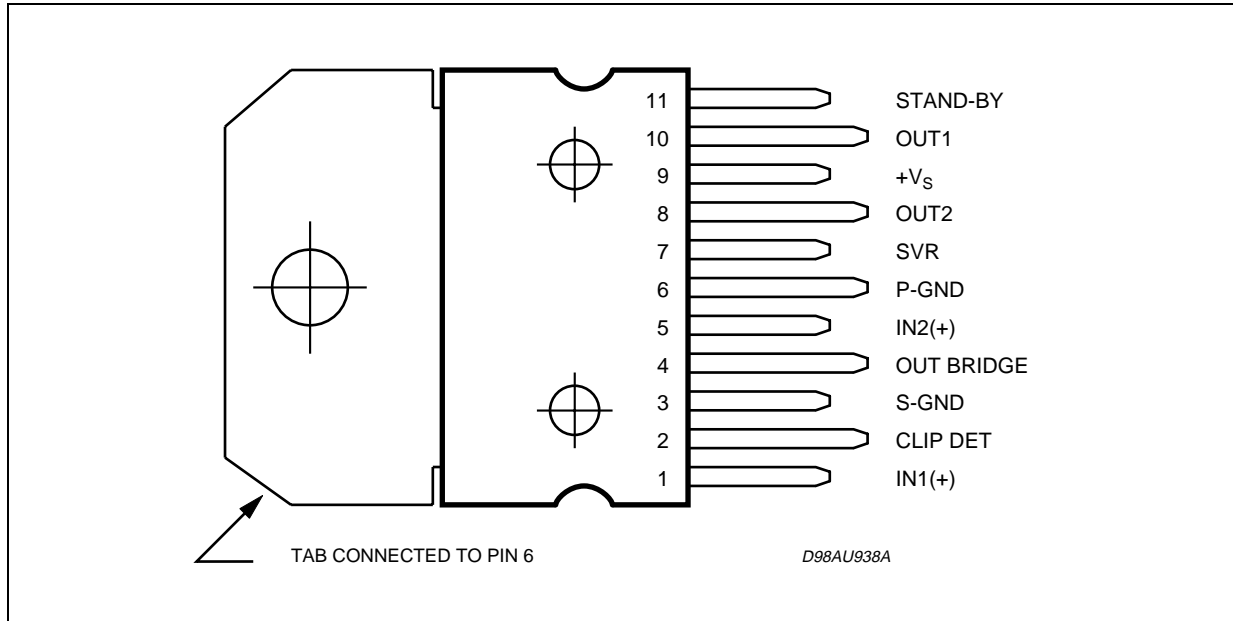 11 STAND-BY
10 OUT1
9 +VS
8 OUT2
7 SVR
6 P-GND
5 IN2(+)
4 OUT BRIDGE
3 S-GND
2 CLIP DET
1 IN1(+)
TAB CONNECTED TO PIN 6
D98AU938A